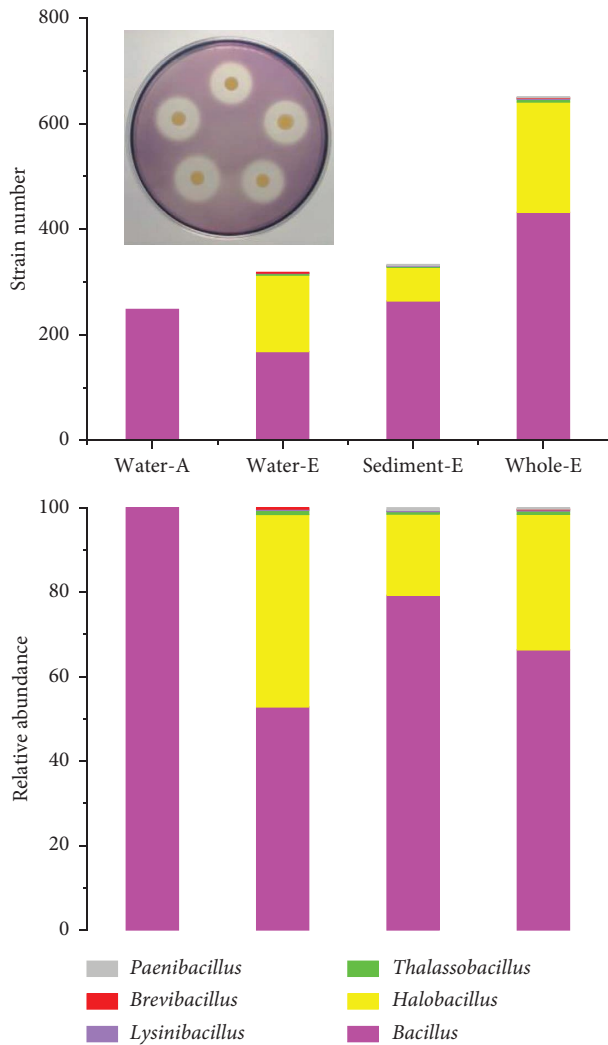 800
600
400
200
0
Strain number
Water-A Water-E Sediment-E Whole-E
100
80
60
40
20
0
Relative abundance
Paenibacillus Thalassobacillus
Brevibacillus Halobacillus
Lysinibacillus Bacillus